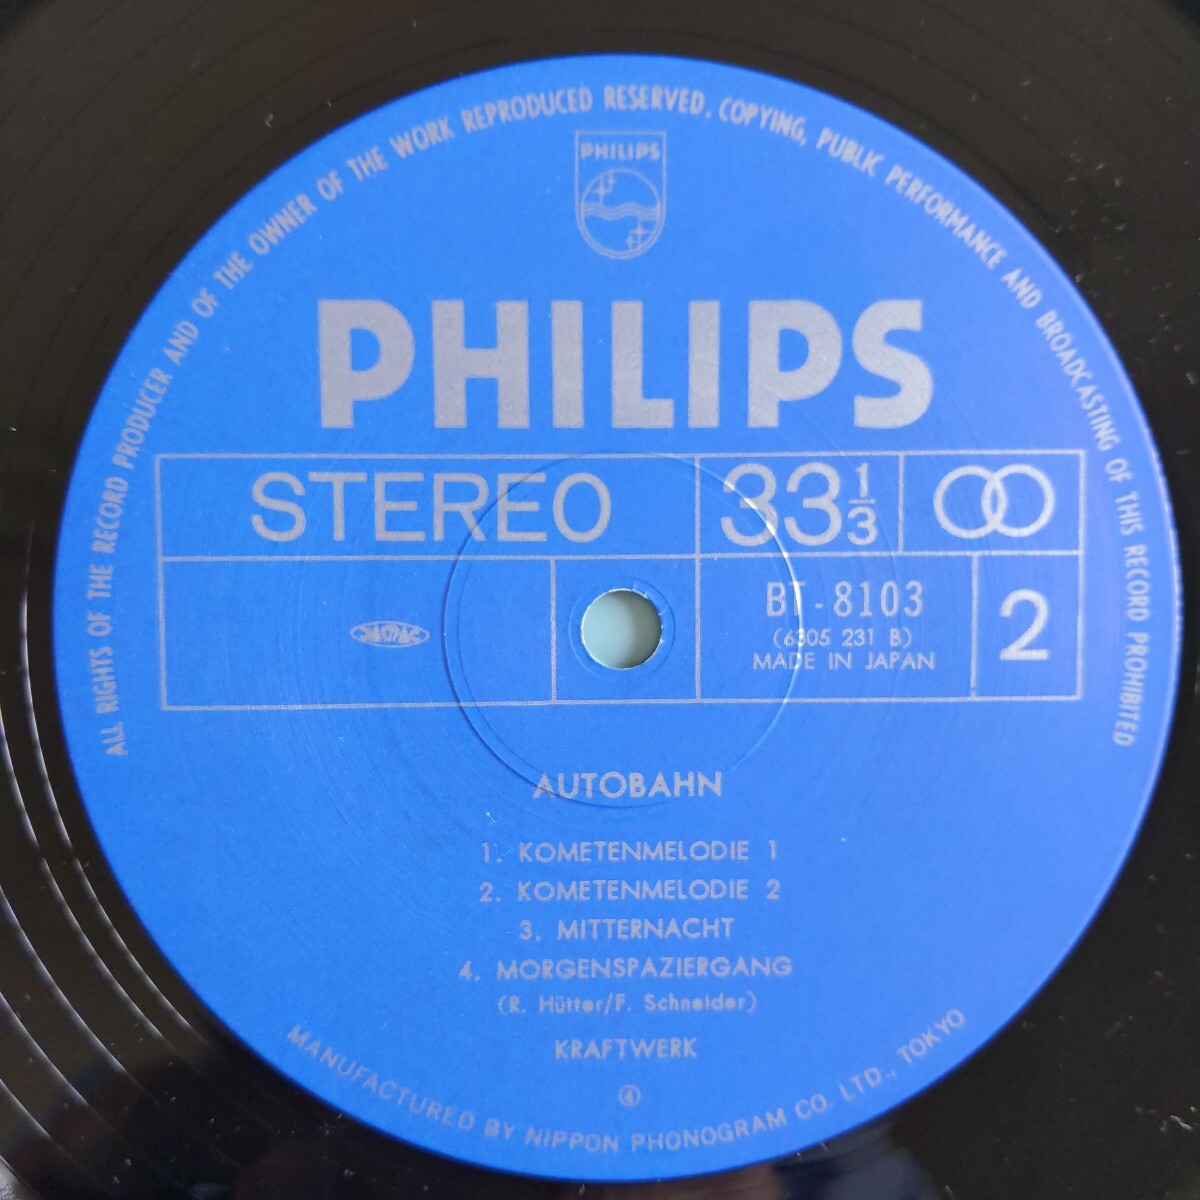 ALL RIGHTS OF THE RECORD PRODUCER AND OF THE OWNER OF THE WORK REPRODUCED RESERVED. COPYING, PUBLIC PERFORMANCE AND BROADCASTING OF THIS RECORD PROHIBITED
PHILIPS
PHILIPS
STEREO
33 1/3
BT-8103
(6305 231 B)
MADE IN JAPAN
2
AUTOBAHN
1. KOMETENMELODIE 1
2. KOMETENMELODIE 2
3. MITTERNACHT
4. MORGENSPAZIERGANG
(R. Hütter/F. Schneider)
KRAFTWERK
④
MANUFACTURED BY NIPPON PHONOGRAM CO. LTD., TOKYO